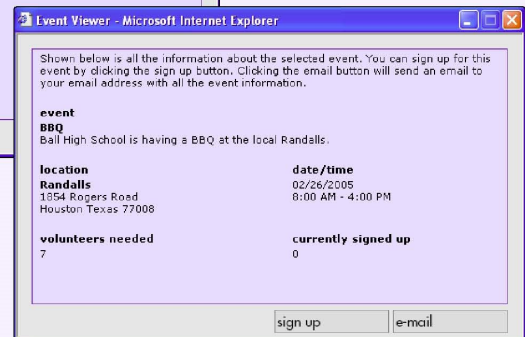 Event Viewer - Microsoft Internet Explorer
Shown below is all the information about the selected event. You can sign up for this
event by clicking the sign up button. Clicking the email button will send an email to
your email address with all the event information.
event
BBQ
Ball High School is having a BBQ at the local Randalls.
location
Randalls
1854 Rogers Road
Houston Texas 77008
date/time
02/26/2005
8:00 AM - 4:00 PM
volunteers needed
7
currently signed up
0
sign up
e-mail